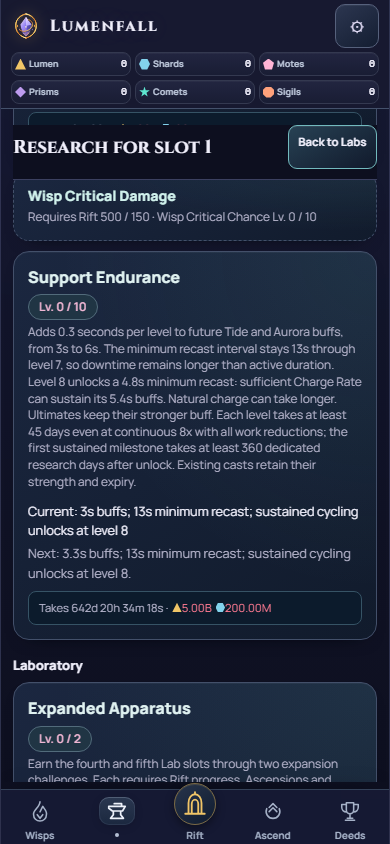 LUMENFALL
Lumen 0
Shards 0
Motes 0
Prisms 0
Comets 0
Sigils 0
RESEARCH FOR SLOT 1
Back to Labs
Wisp Critical Damage
Requires Rift 500 / 150 · Wisp Critical Chance Lv. 0 / 10
Support Endurance
Lv. 0 / 10
Adds 0.3 seconds per level to future Tide and Aurora buffs,
from 3s to 6s. The minimum recast interval stays 13s through
level 7, so downtime remains longer than active duration.
Level 8 unlocks a 4.8s minimum recast: sufficient Charge Rate
can sustain its 5.4s buffs. Natural charge can take longer.
Ultimates keep their stronger buff. Each level takes at least
45 days even at continuous 8x with all work reductions; the
first sustained milestone takes at least 360 dedicated
research days after unlock. Existing casts retain their
strength and expiry.
Current: 3s buffs; 13s minimum recast; sustained cycling
unlocks at level 8
Next: 3.3s buffs; 13s minimum recast; sustained cycling
unlocks at level 8.
Takes 642d 20h 34m 18s · 5.00B 200.00M
Laboratory
Expanded Apparatus
Lv. 0 / 2
Earn the fourth and fifth Lab slots through two expansion
challenges. Each requires Rift progress, Ascensions and
Wisps
Rift
Ascend
Deeds